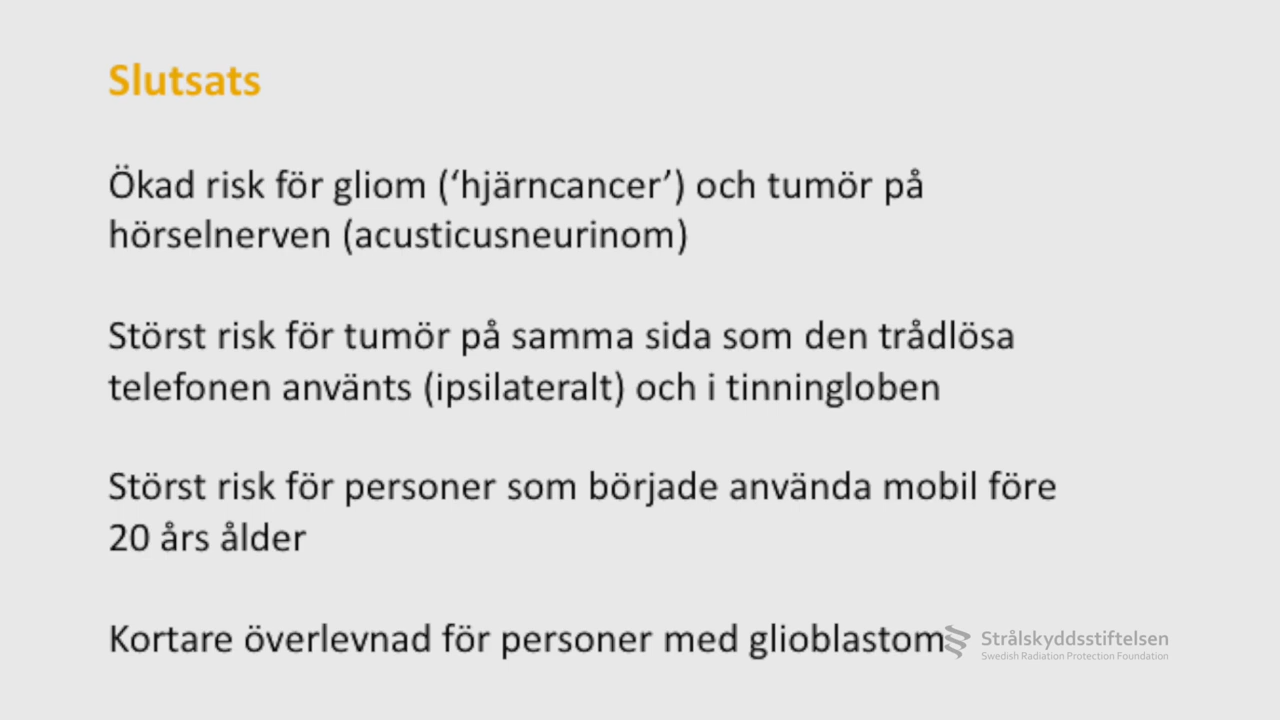 Slutsats
Ökad risk för gliom (‘hjärncancer’) och tumör på
hörselnerven (acusticusneurinom)
Störst risk för tumör på samma sida som den trådlösa
telefonen använts (ipsilateralt) och i tinningloben
Störst risk för personer som började använda mobil före
20 års ålder
Kortare överlevnad för personer med glioblastom
Strålskyddsstiftelsen
Swedish Radiation Protection Foundation